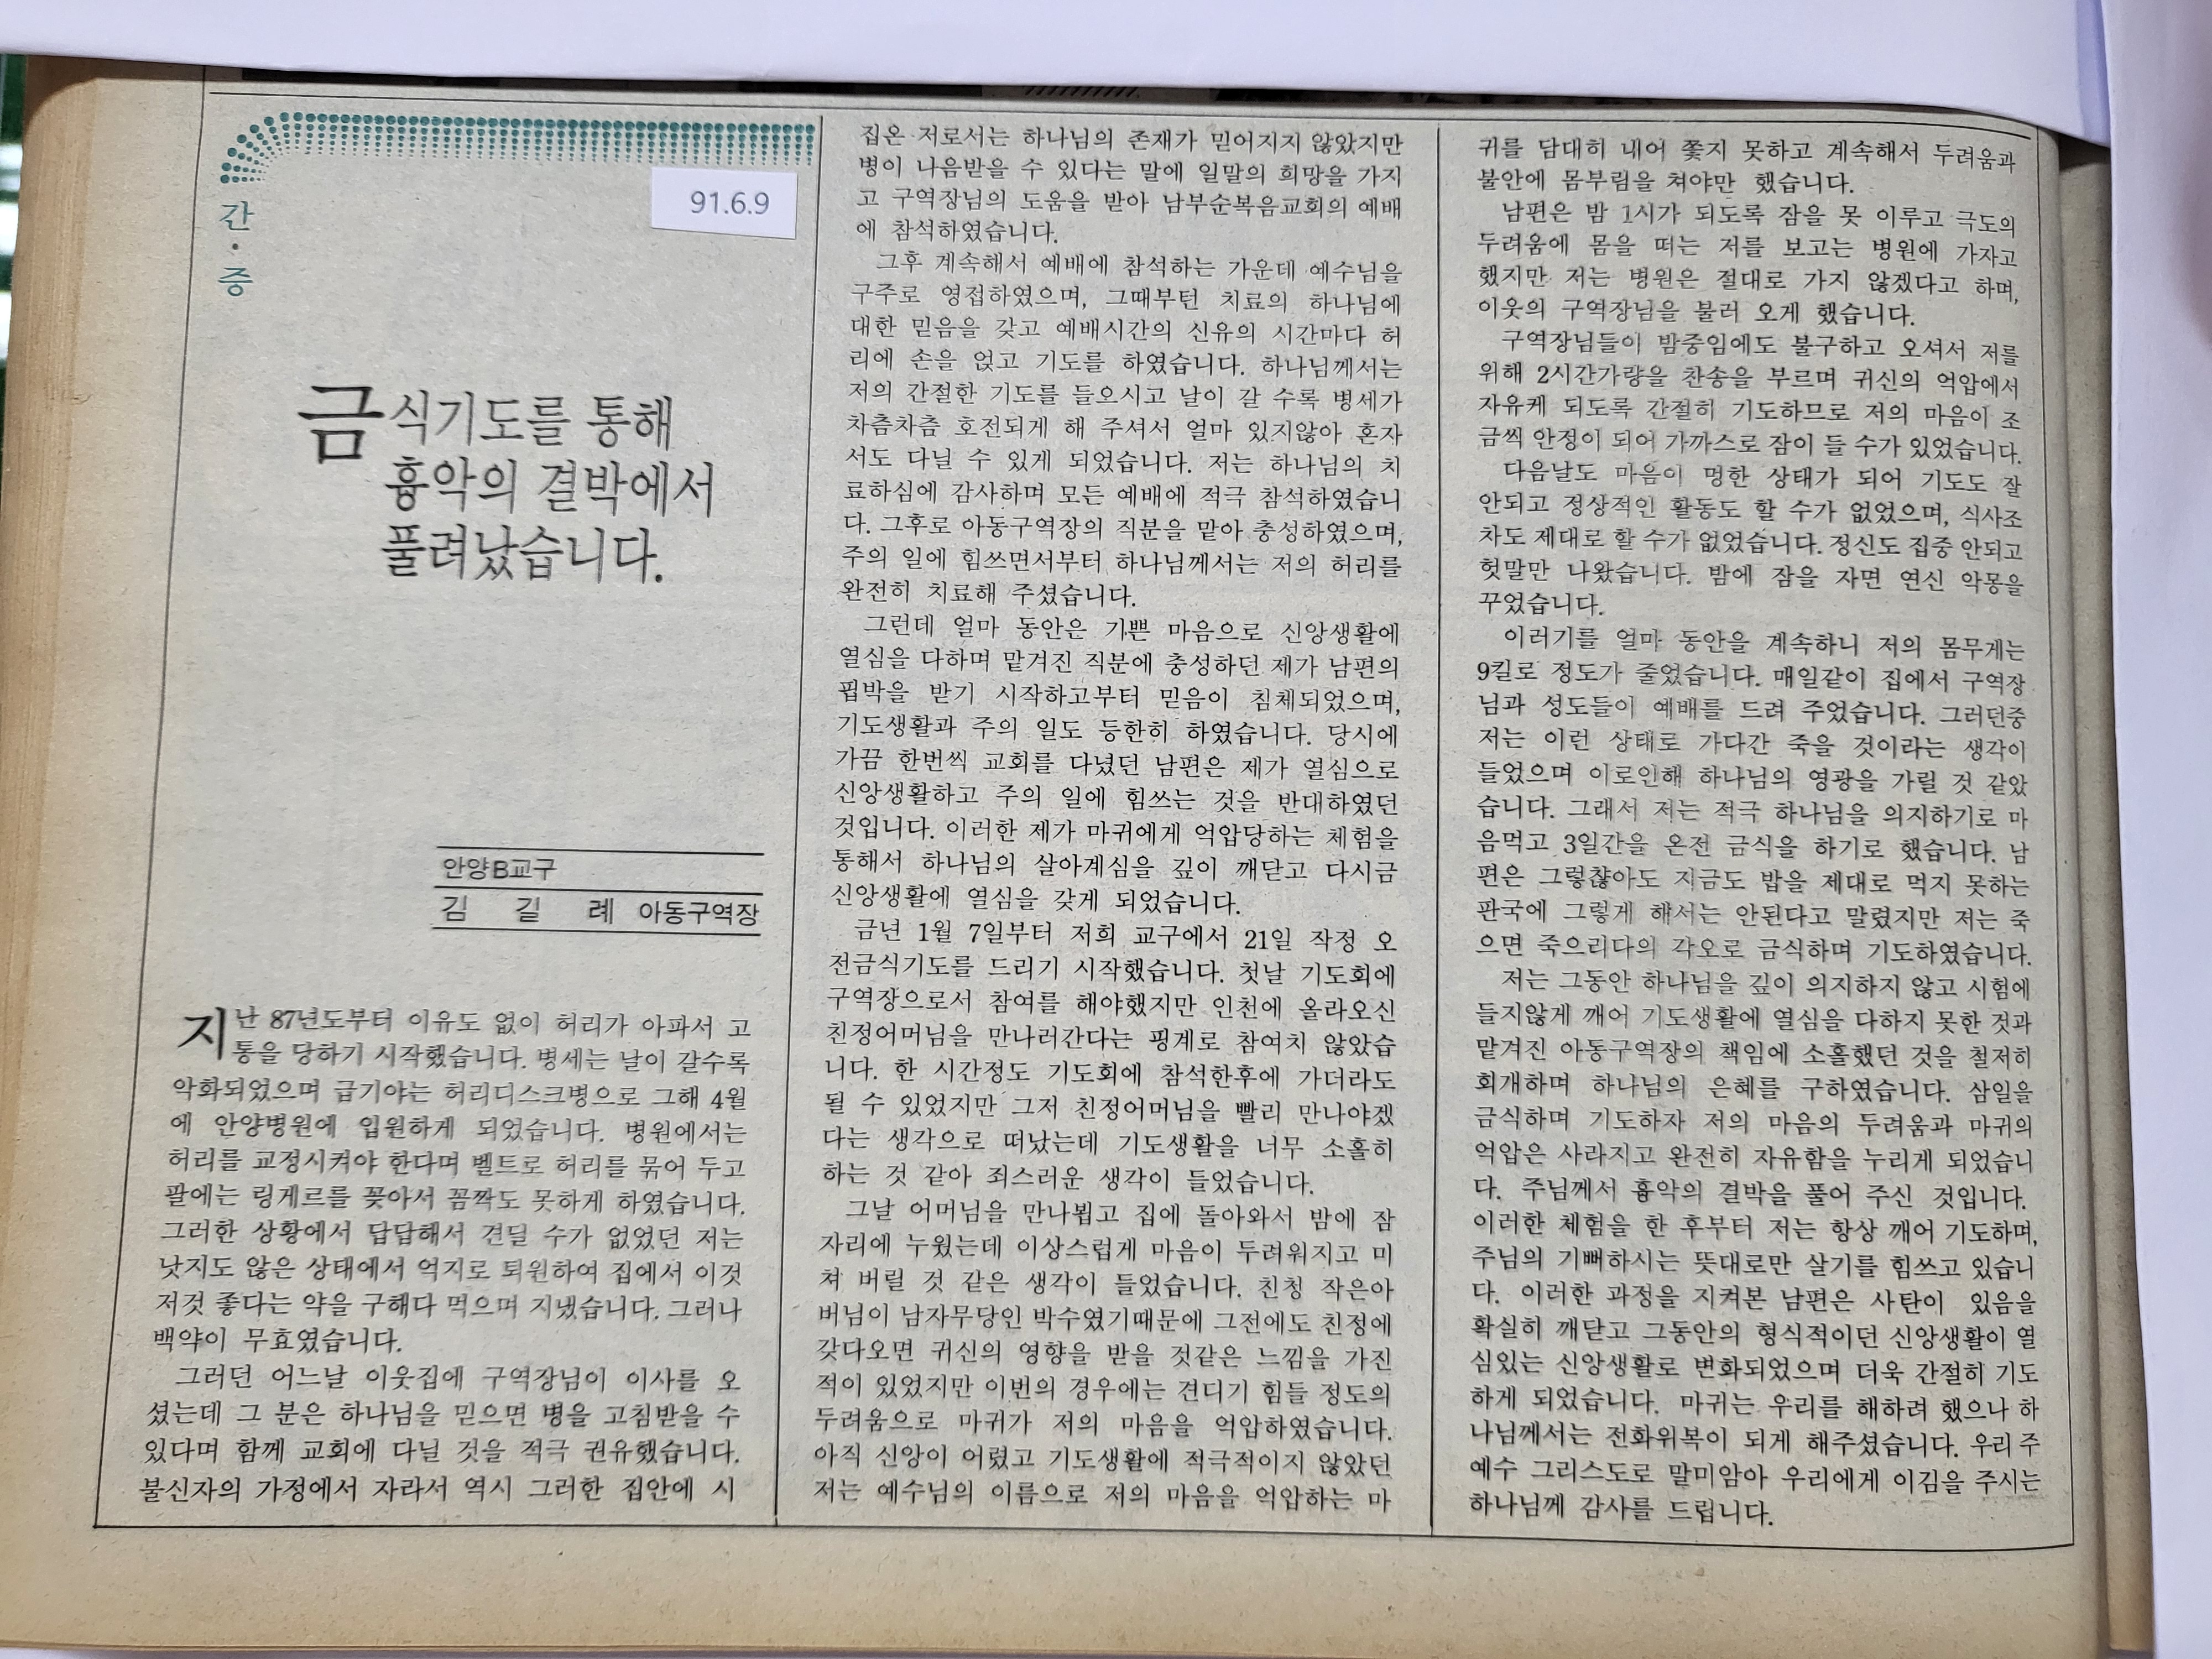 간·증
91.6.9
금식기도를 통해
흉악의 결박에서
풀려났습니다.
안양B교구
김 길 례 아동구역장
지난 87년도부터 이유도 없이 허리가 아파서 고
통을 당하기 시작했습니다. 병세는 날이 갈수록
악화되었으며 급기야는 허리디스크병으로 그해 4월
에 안양병원에 입원하게 되었습니다. 병원에서는
허리를 교정시켜야 한다며 벨트로 허리를 묶어 두고
팔에는 링게르를 꽂아서 꼼짝도 못하게 하였습니다.
그러한 상황에서 답답해서 견딜 수가 없었던 저는
낫지도 않은 상태에서 억지로 퇴원하여 집에서 이것
저것 좋다는 약을 구해다 먹으며 지냈습니다. 그러나
백약이 무효였습니다.
그러던 어느날 이웃집에 구역장님이 이사를 오
셨는데 그 분은 하나님을 믿으면 병을 고침받을 수
있다며 함께 교회에 다닐 것을 적극 권유했습니다.
불신자의 가정에서 자라서 역시 그러한 집안에 시
집온 저로서는 하나님의 존재가 믿어지지 않았지만
병이 나음받을 수 있다는 말에 일말의 희망을 가지
고 구역장님의 도움을 받아 남부순복음교회의 예배
에 참석하였습니다.
그후 계속해서 예배에 참석하는 가운데 예수님을
구주로 영접하였으며, 그때부턴 치료의 하나님에
대한 믿음을 갖고 예배시간의 신유의 시간마다 허
리에 손을 얹고 기도를 하였습니다. 하나님께서는
저의 간절한 기도를 들으시고 날이 갈 수록 병세가
차츰차츰 호전되게 해 주셔서 얼마 있지않아 혼자
서도 다닐 수 있게 되었습니다. 저는 하나님의 치
료하심에 감사하며 모든 예배에 적극 참석하였습니
다. 그후로 아동구역장의 직분을 맡아 충성하였으며,
주의 일에 힘쓰면서부터 하나님께서는 저의 허리를
완전히 치료해 주셨습니다.
그런데 얼마 동안은 기쁜 마음으로 신앙생활에
열심을 다하며 맡겨진 직분에 충성하던 제가 남편의
핍박을 받기 시작하고부터 믿음이 침체되었으며,
기도생활과 주의 일도 등한히 하였습니다. 당시에
가끔 한번씩 교회를 다녔던 남편은 제가 열심으로
신앙생활하고 주의 일에 힘쓰는 것을 반대하였던
것입니다. 이러한 제가 마귀에게 억압당하는 체험을
통해서 하나님의 살아계심을 깊이 깨닫고 다시금
신앙생활에 열심을 갖게 되었습니다.
금년 1월 7일부터 저희 교구에서 21일 작정 오
전금식기도를 드리기 시작했습니다. 첫날 기도회에
구역장으로서 참여를 해야했지만 인천에 올라오신
친정어머님을 만나러간다는 핑계로 참여치 않았습
니다. 한 시간정도 기도회에 참석한후에 가더라도
될 수 있었지만 그저 친정어머님을 빨리 만나야겠
다는 생각으로 떠났는데 기도생활을 너무 소홀히
하는 것 같아 죄스러운 생각이 들었습니다.
그날 어머님을 만나뵙고 집에 돌아와서 밤에 잠
자리에 누웠는데 이상스럽게 마음이 두려워지고 미
쳐 버릴 것 같은 생각이 들었습니다. 친청 작은아
버님이 남자무당인 박수였기때문에 그전에도 친정에
갖다오면 귀신의 영향을 받을 것같은 느낌을 가진
적이 있었지만 이번의 경우에는 견디기 힘들 정도의
두려움으로 마귀가 저의 마음을 억압하였습니다.
아직 신앙이 어렸고 기도생활에 적극적이지 않았던
저는 예수님의 이름으로 저의 마음을 억압하는 마
귀를 담대히 내어 쫓지 못하고 계속해서 두려움과
불안에 몸부림을 쳐야만 했습니다.
남편은 밤 1시가 되도록 잠을 못 이루고 극도의
두려움에 몸을 떠는 저를 보고는 병원에 가자고
했지만 저는 병원은 절대로 가지 않겠다고 하며,
이웃의 구역장님을 불러 오게 했습니다.
구역장님들이 밤중임에도 불구하고 오셔서 저를
위해 2시간가량을 찬송을 부르며 귀신의 억압에서
자유케 되도록 간절히 기도하므로 저의 마음이 조
금씩 안정이 되어 가까스로 잠이 들 수가 있었습니다.
다음날도 마음이 멍한 상태가 되어 기도도 잘
안되고 정상적인 활동도 할 수가 없었으며, 식사조
차도 제대로 할 수가 없었습니다. 정신도 집중 안되고
헛말만 나왔습니다. 밤에 잠을 자면 연신 악몽을
꾸었습니다.
이러기를 얼마 동안을 계속하니 저의 몸무게는
9킬로 정도가 줄었습니다. 매일같이 집에서 구역장
님과 성도들이 예배를 드려 주었습니다. 그러던중
저는 이런 상태로 가다간 죽을 것이라는 생각이
들었으며 이로인해 하나님의 영광을 가릴 것 같았
습니다. 그래서 저는 적극 하나님을 의지하기로 마
음먹고 3일간을 온전 금식을 하기로 했습니다. 남
편은 그렇찮아도 지금도 밥을 제대로 먹지 못하는
판국에 그렇게 해서는 안된다고 말렸지만 저는 죽
으면 죽으리다의 각오로 금식하며 기도하였습니다.
저는 그동안 하나님을 깊이 의지하지 않고 시험에
들지않게 깨어 기도생활에 열심을 다하지 못한 것과
맡겨진 아동구역장의 책임에 소홀했던 것을 철저히
회개하며 하나님의 은혜를 구하였습니다. 삼일을
금식하며 기도하자 저의 마음의 두려움과 마귀의
억압은 사라지고 완전히 자유함을 누리게 되었습니
다. 주님께서 흉악의 결박을 풀어 주신 것입니다.
이러한 체험을 한 후부터 저는 항상 깨어 기도하며,
주님의 기뻐하시는 뜻대로만 살기를 힘쓰고 있습니
다. 이러한 과정을 지켜본 남편은 사탄이 있음을
확실히 깨닫고 그동안의 형식적이던 신앙생활이 열
심있는 신앙생활로 변화되었으며 더욱 간절히 기도
하게 되었습니다. 마귀는 우리를 해하려 했으나 하
나님께서는 전화위복이 되게 해주셨습니다. 우리 주
예수 그리스도로 말미암아 우리에게 이김을 주시는
하나님께 감사를 드립니다.